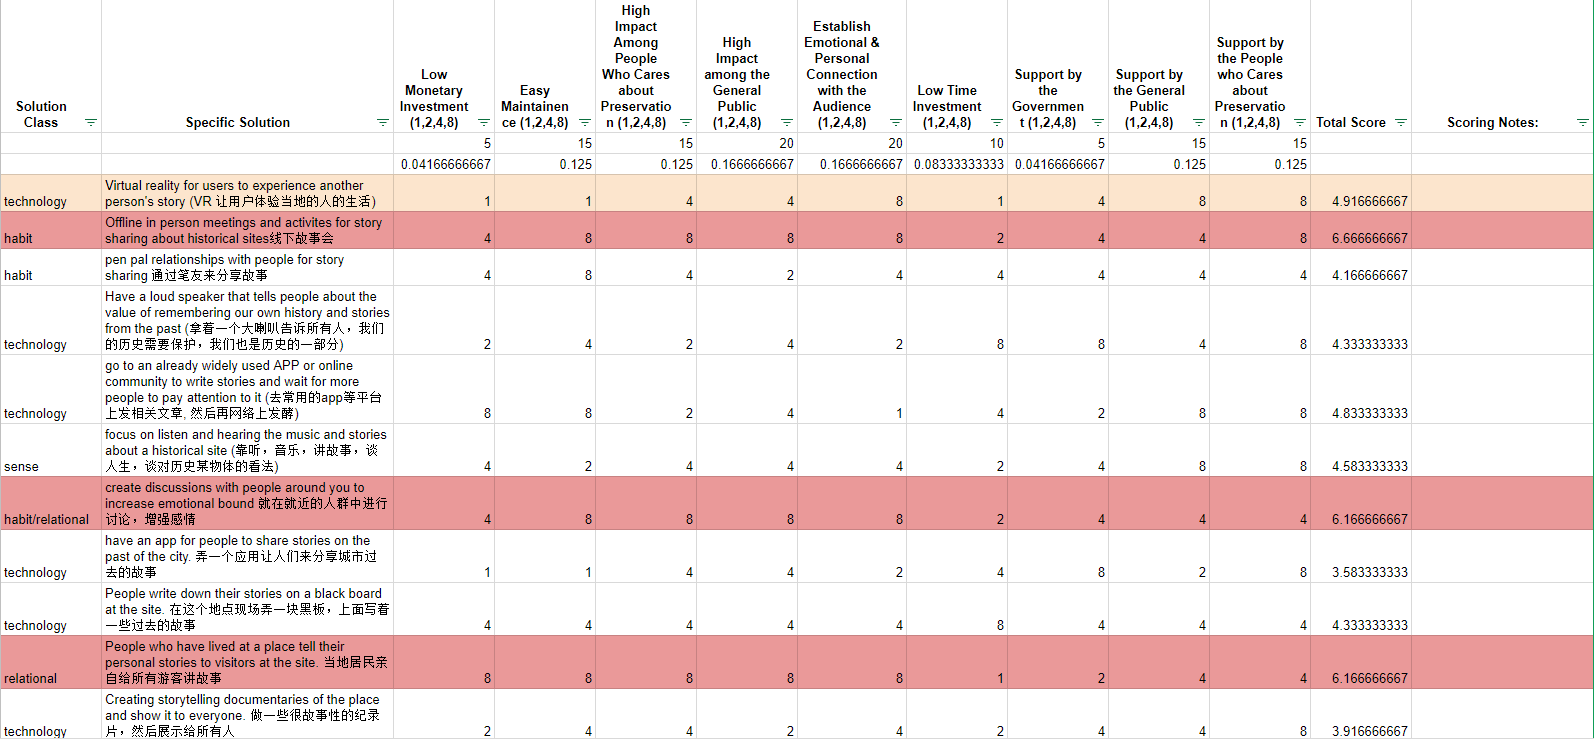 Solution Class
Specific Solution
Low Monetary Investment (1,2,4,8)
Easy Maintainen ce (1,2,4,8)
High Impact Among People Who Cares about Preservatio n (1,2,4,8)
High Impact among the General Public (1,2,4,8)
Establish Emotional & Personal Connection with the Audience (1,2,4,8)
Low Time Investment (1,2,4,8)
Support by the Governmen t (1,2,4,8)
Support by the General Public (1,2,4,8)
Support by the People who Cares about Preservatio n (1,2,4,8)
Total Score
Scoring Notes:
5 15 15 20 20 10 5 15 15
0.04166666667 0.125 0.125 0.1666666667 0.1666666667 0.08333333333 0.04166666667 0.125 0.125
technology
Virtual reality for users to experience another
person's story (VR 让用户体验当地的人的生活)
1 1 4 4 8 1 4 8 8 4.916666667
habit
Offline in person meetings and activites for story
sharing about historical sites线下故事会
4 8 8 8 8 2 4 4 8 6.666666667
habit
pen pal relationships with people for story
sharing 通过笔友来分享故事
4 8 4 2 4 4 4 4 4 4.166666667
technology
Have a loud speaker that tells people about the
value of remembering our own history and stories
from the past (拿着一个大喇叭告诉所有人，我们
的历史需要保护，我们也是历史的一部分)
2 4 2 4 2 8 8 4 8 4.333333333
technology
go to an already widely used APP or online
community to write stories and wait for more
people to pay attention to it (去常用的app等平台
上发相关文章, 然后再网络上发酵)
8 8 2 4 1 4 2 8 8 4.833333333
sense
focus on listen and hearing the music and stories
about a historical site (靠听，音乐，讲故事，谈
人生，谈对历史某物体的看法)
4 2 4 4 4 2 4 8 8 4.583333333
habit/relational
create discussions with people around you to
increase emotional bound 就在就近的人群中进行
讨论，增强感情
4 8 8 8 8 2 4 4 4 6.166666667
technology
have an app for people to share stories on the
past of the city. 弄一个应用让人们来分享城市过
去的故事
1 1 4 4 2 4 8 2 8 3.583333333
technology
People write down their stories on a black board
at the site. 在这个地点现场弄一块黑板，上面写着
一些过去的故事
4 4 4 4 4 8 4 4 4 4.333333333
relational
People who have lived at a place tell their
personal stories to visitors at the site. 当地居民亲
自给所有游客讲故事
8 8 8 8 8 1 2 4 4 6.166666667
technology
Creating storytelling documentaries of the place
and show it to everyone. 做一些很故事性的纪录
片，然后展示给所有人
2 4 4 2 4 2 4 4 8 3.916666667